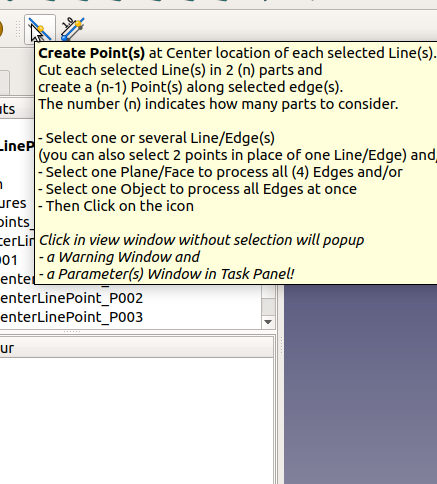 1.0
Create Point(s) at Center location of each selected Line(s).
Cut each selected Line(s) in 2 (n) parts and
create a (n-1) Point(s) along selected edge(s).
The number (n) indicates how many parts to consider.
- Select one or several Line/Edge(s)
(you can also select 2 points in place of one Line/Edge) and/
- Select one Plane/Face to process all (4) Edges and/or
- Select one Object to process all Edges at once
- Then Click on the icon
Click in view window without selection will popup
- a Warning Window and
- a Parameter(s) Window in Task Panel!
uts
LineP
n
ures
oints_
nterLi
001
enterLinePoint_P002
enterLinePoint_P003
ur